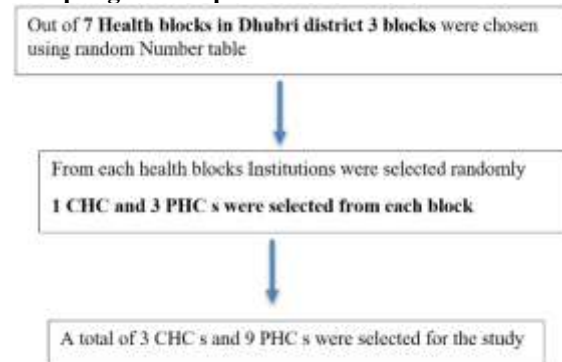 Out of 7 Health blocks in Dhubri district 3 blocks were chosen
using random Number table
From each health blocks Institutions were selected randomly
1 CHC and 3 PHC s were selected from each block
A total of 3 CHC s and 9 PHC s were selected for the study